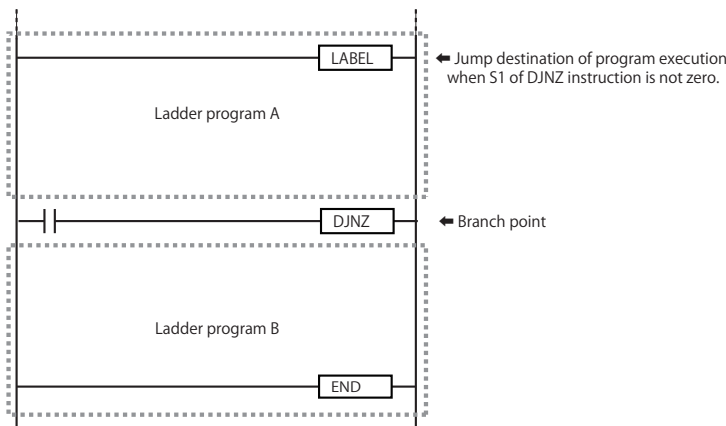 LABEL
⬅ Jump destination of program execution
when S1 of DJNZ instruction is not zero.
Ladder program A
DJNZ
⬅ Branch point
Ladder program B
END